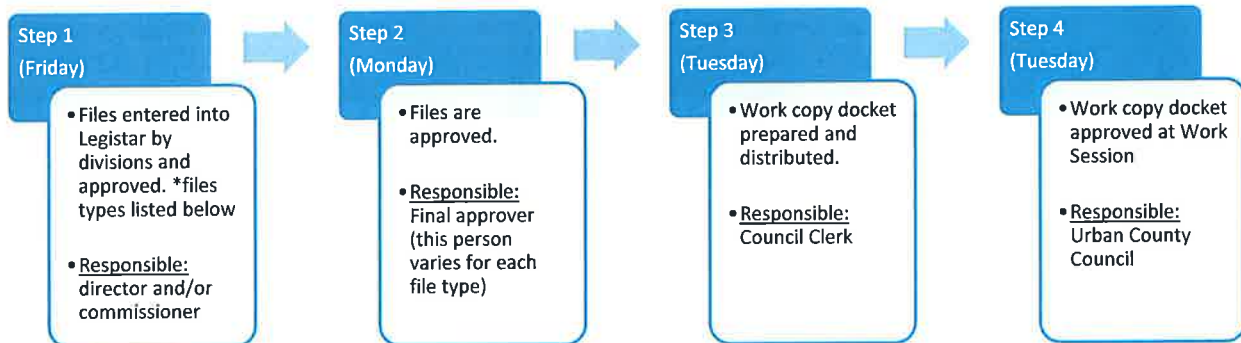 Step 1
(Friday)
• Files entered into
Legistar by
divisions and
approved. *files
types listed below
• Responsible:
director and/or
commissioner
Step 2
(Monday)
• Files are
approved.
• Responsible:
Final approver
(this person
varies for each
file type)
Step 3
(Tuesday)
• Work copy docket
prepared and
distributed.
• Responsible:
Council Clerk
Step 4
(Tuesday)
• Work copy docket
approved at Work
Session
• Responsible:
Urban County
Council